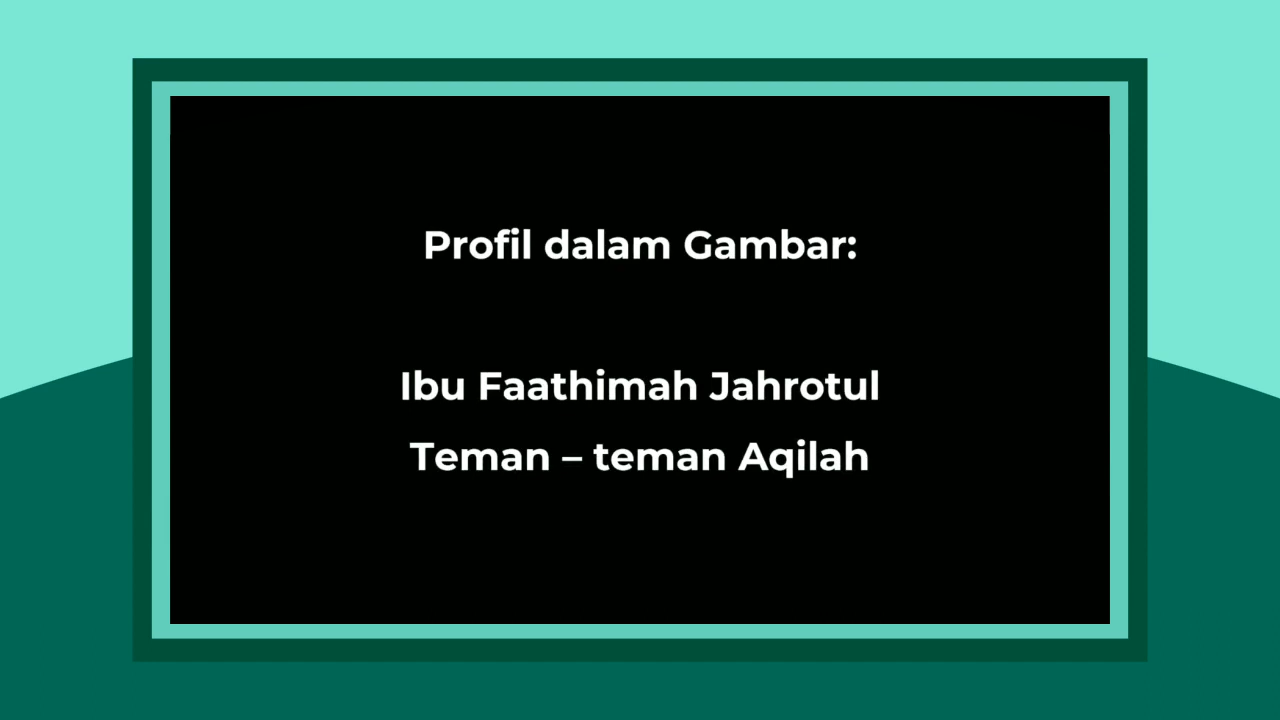 Profil dalam Gambar:
Ibu Faathimah Jahrotul
Teman – teman Aqilah